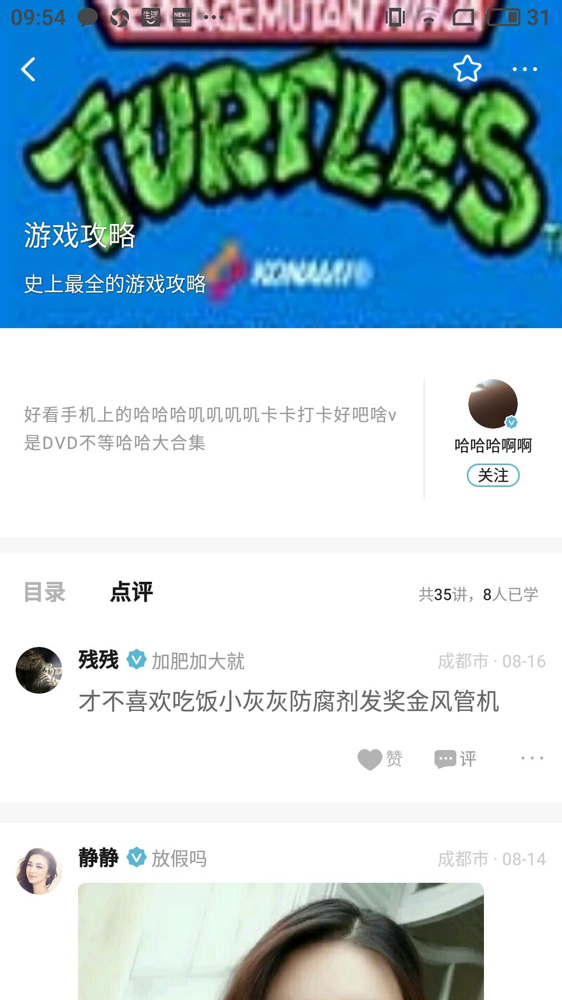 09:54
生活
NEWS
31
TEENAGE MUTANT NINJA
TURTLES
KONAMI®
游戏攻略
史上最全的游戏攻略
好看手机上的哈哈哈叽叽叽叽卡卡打卡好吧啥v
是DVD不等哈哈大合集
哈哈哈啊啊
关注
目录 点评 共35讲，8人已学
残残 加肥加大就 成都市 · 08-16
才不喜欢吃饭小灰灰防腐剂发奖金风管机
赞 评
静静 放假吗 成都市 · 08-14